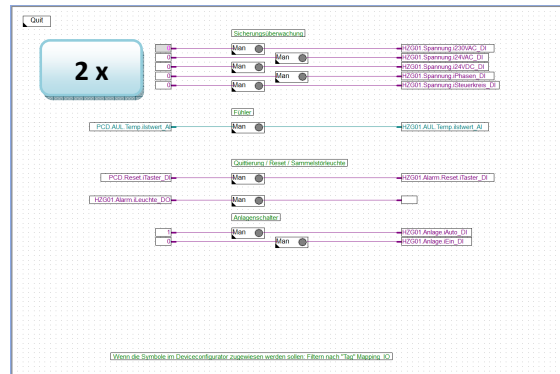 Quit
2 x
Sicherungsüberwachung
0 Man HZG01.Spannung.i230VAC_DI
0 Man HZG01.Spannung.i24VAC_DI
0 Man HZG01.Spannung.i24VDC_DI
0 Man HZG01.Spannung.iPhasen_DI
0 Man HZG01.Spannung.iSteuerkreis_DI
Fühler
PCD.AUL.Temp.iIstwert_AI Man HZG01.AUL.Temp.iIstwert_AI
Quittierung / Reset / Sammelstörleuchte
PCD.Reset.iTaster_DI Man HZG01.Alarm.Reset.iTaster_DI
HZG01.Alarm.iLeuchte_DO Man
Anlagenschalter
1 Man HZG01.Anlage.iAuto_DI
0 Man HZG01.Anlage.iEin_DI
Wenn die Symbole im Deviceconfigurator zugewiesen werden sollen: Filtern nach "Tag" Mapping_IO